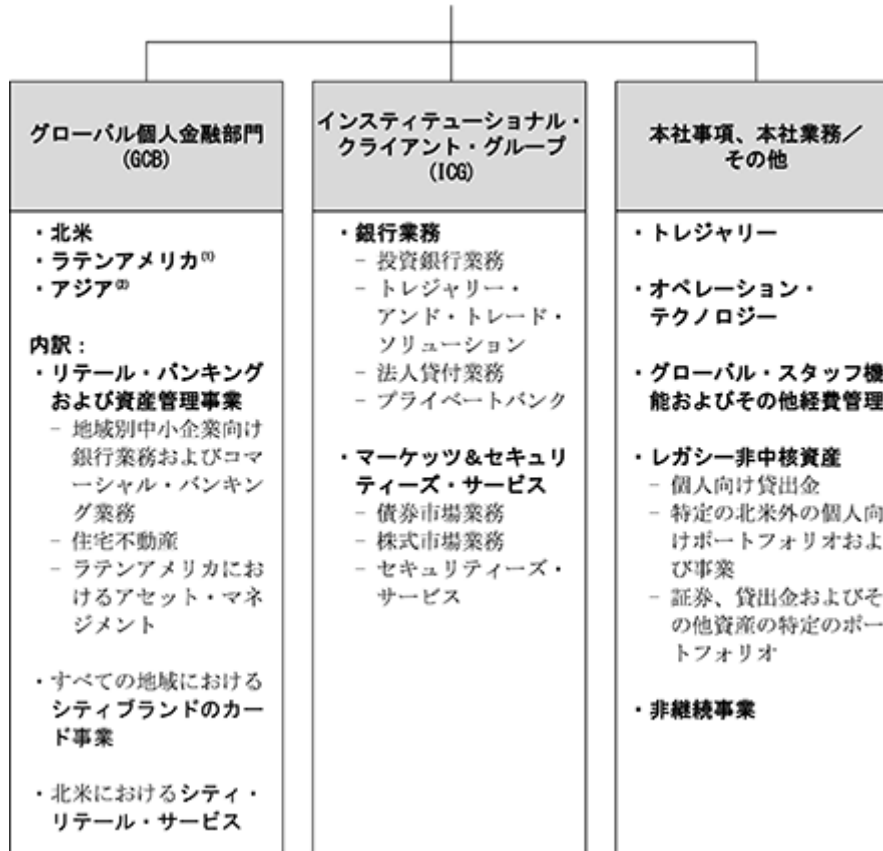 グローバル個人金融部門
(GCB)
・北米
・ラテンアメリカ(1)
・アジア(2)
内訳：
・リテール・バンキング
および資産管理事業
− 地域別中小企業向け
銀行業務およびコマ
ーシャル・バンキン
グ業務
− 住宅不動産
− ラテンアメリカにお
けるアセット・マネ
ジメント
・すべての地域における
シティブランドのカー
ド事業
・北米におけるシティ・
リテール・サービス
インスティテューショナル・
クライアント・グループ
(ICG)
・銀行業務
− 投資銀行業務
− トレジャリー・
アンド・トレード・
ソリューション
− 法人貸付業務
− プライベートバンク
・マーケッツ＆セキュリ
ティーズ・サービス
− 債券市場業務
− 株式市場業務
− セキュリティーズ・
サービス
本社事項、本社業務／
その他
・トレジャリー
・オペレーション・
テクノロジー
・グローバル・スタッフ機
能およびその他経費管理
・レガシー非中核資産
− 個人向け貸出金
− 特定の北米外の個人向
けポートフォリオおよ
び事業
− 証券、貸出金およびそ
の他資産の特定のポー
トフォリオ
・非継続事業